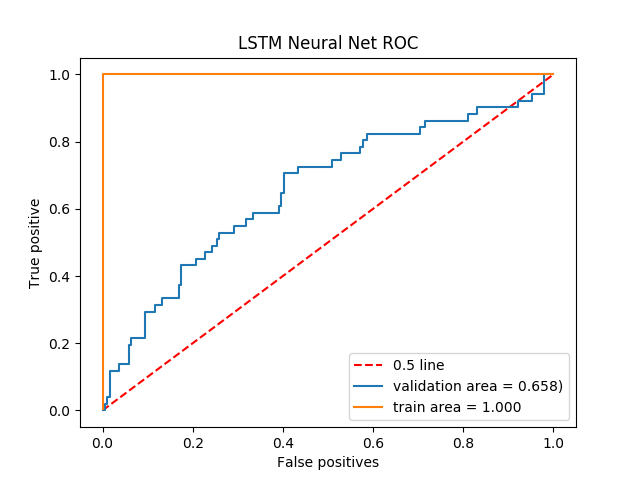 LSTM Neural Net ROC
1.0
0.8
0.6
0.4
0.2
0.0
True positive
0.5 line
validation area = 0.658)
train area = 1.000
0.0 0.2 0.4 0.6 0.8 1.0
False positives